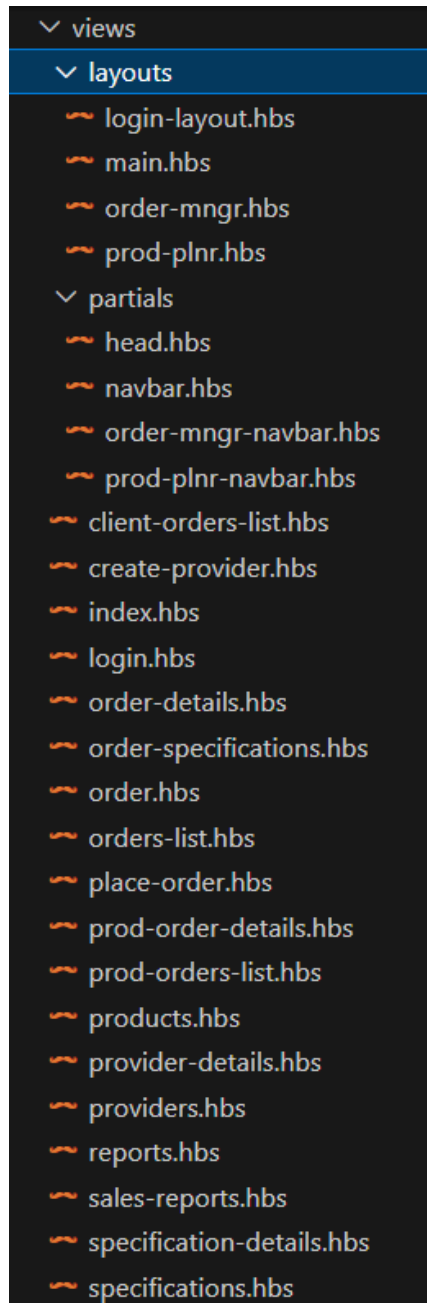 views
layouts
login-layout.hbs
main.hbs
order-mngr.hbs
prod-plnr.hbs
partials
head.hbs
navbar.hbs
order-mngr-navbar.hbs
prod-plnr-navbar.hbs
client-orders-list.hbs
create-provider.hbs
index.hbs
login.hbs
order-details.hbs
order-specifications.hbs
order.hbs
orders-list.hbs
place-order.hbs
prod-order-details.hbs
prod-orders-list.hbs
products.hbs
provider-details.hbs
providers.hbs
reports.hbs
sales-reports.hbs
specification-details.hbs
specifications.hbs